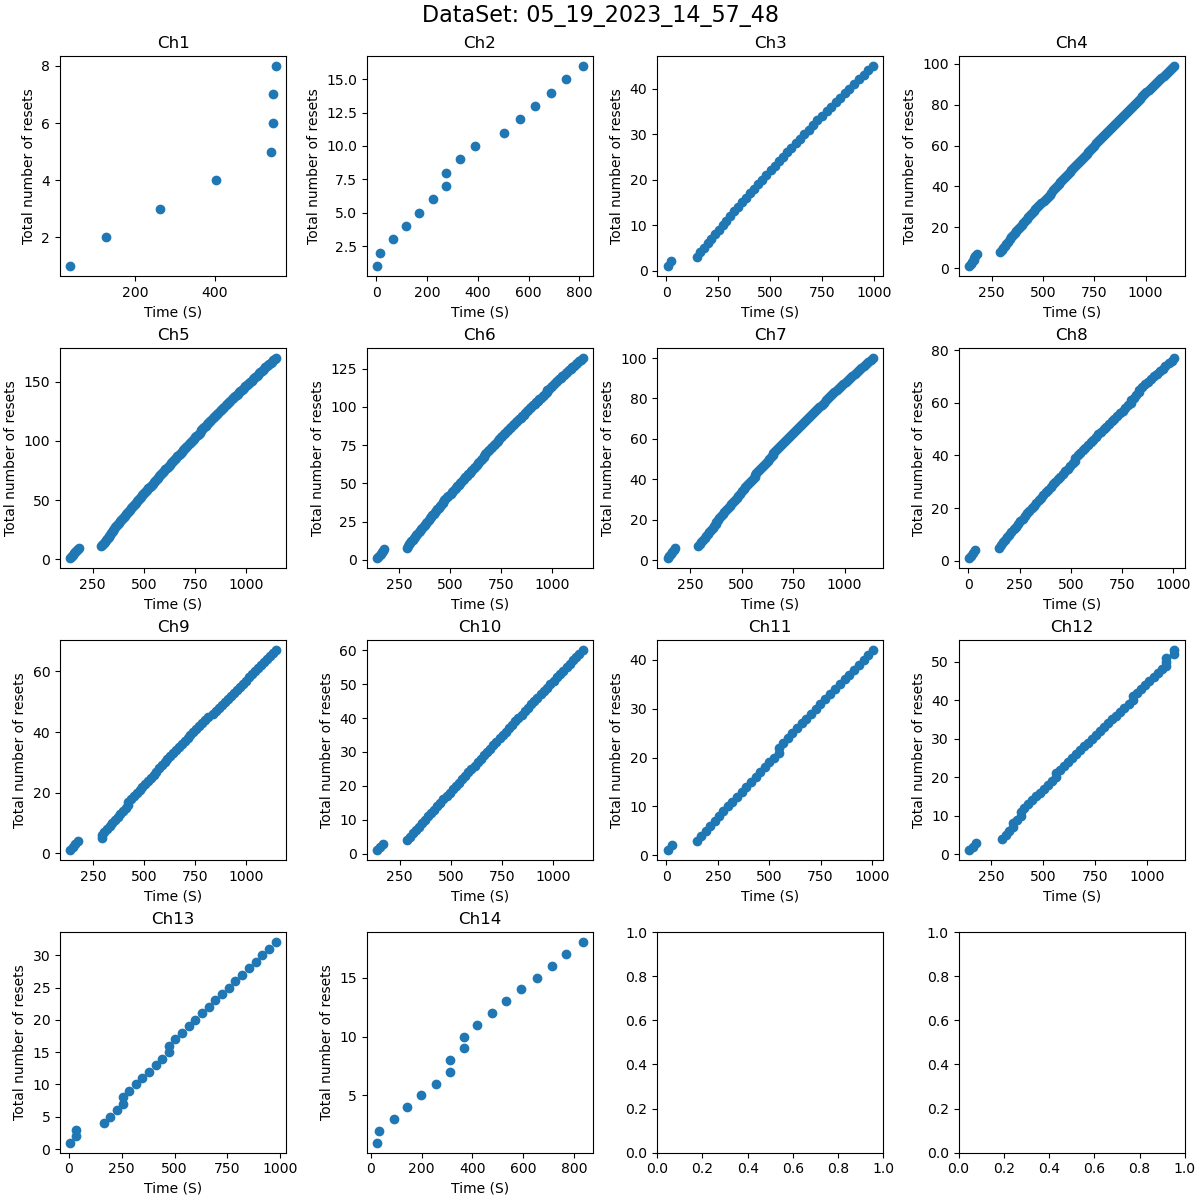 DataSet: 05_19_2023_14_57_48
Ch1 Ch2 Ch3 Ch4
Total number of resets
8
6
4
2
200 400
Time (S)
Total number of resets
15.0
12.5
10.0
7.5
5.0
2.5
0 200 400 600 800
Time (S)
Total number of resets
40
30
20
10
0
0 250 500 750 1000
Time (S)
Total number of resets
100
80
60
40
20
0
250 500 750 1000
Time (S)
Ch5 Ch6 Ch7 Ch8
Total number of resets
150
100
50
0
250 500 750 1000
Time (S)
Total number of resets
125
100
75
50
25
0
250 500 750 1000
Time (S)
Total number of resets
100
80
60
40
20
0
250 500 750 1000
Time (S)
Total number of resets
80
60
40
20
0
0 250 500 750 1000
Time (S)
Ch9 Ch10 Ch11 Ch12
Total number of resets
60
40
20
0
250 500 750 1000
Time (S)
Total number of resets
60
50
40
30
20
10
0
250 500 750 1000
Time (S)
Total number of resets
40
30
20
10
0
0 250 500 750 1000
Time (S)
Total number of resets
50
40
30
20
10
0
250 500 750 1000
Time (S)
Ch13 Ch14
Total number of resets
30
25
20
15
10
5
0
0 250 500 750 1000
Time (S)
Total number of resets
15
10
5
0 200 400 600 800
Time (S)
1.0
0.8
0.6
0.4
0.2
0.0
0.0 0.2 0.4 0.6 0.8 1.0
1.0
0.8
0.6
0.4
0.2
0.0
0.0 0.2 0.4 0.6 0.8 1.0